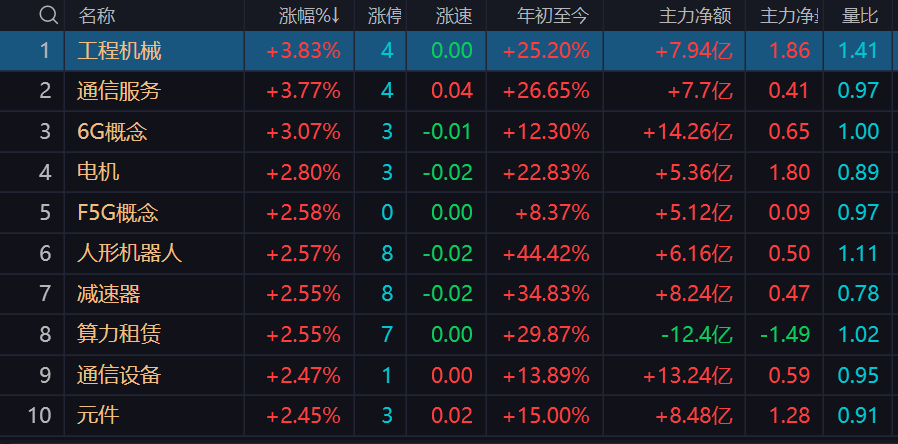 名称 涨幅%↓ 涨停 涨速 年初至今 主力净额 主力净量 量比
1 工程机械 +3.83% 4 0.00 +25.20% +7.94亿 1.86 1.41
2 通信服务 +3.77% 4 0.04 +26.65% +7.7亿 0.41 0.97
3 6G概念 +3.07% 3 -0.01 +12.30% +14.26亿 0.65 1.00
4 电机 +2.80% 3 -0.02 +22.83% +5.36亿 1.80 0.89
5 F5G概念 +2.58% 0 0.00 +8.37% +5.12亿 0.09 0.97
6 人形机器人 +2.57% 8 -0.02 +44.42% +6.16亿 0.50 1.11
7 减速器 +2.55% 8 -0.02 +34.83% +8.24亿 0.47 0.78
8 算力租赁 +2.55% 7 0.00 +29.87% -12.4亿 -1.49 1.02
9 通信设备 +2.47% 1 0.00 +13.89% +13.24亿 0.59 0.95
10 元件 +2.45% 3 0.02 +15.00% +8.48亿 1.28 0.91